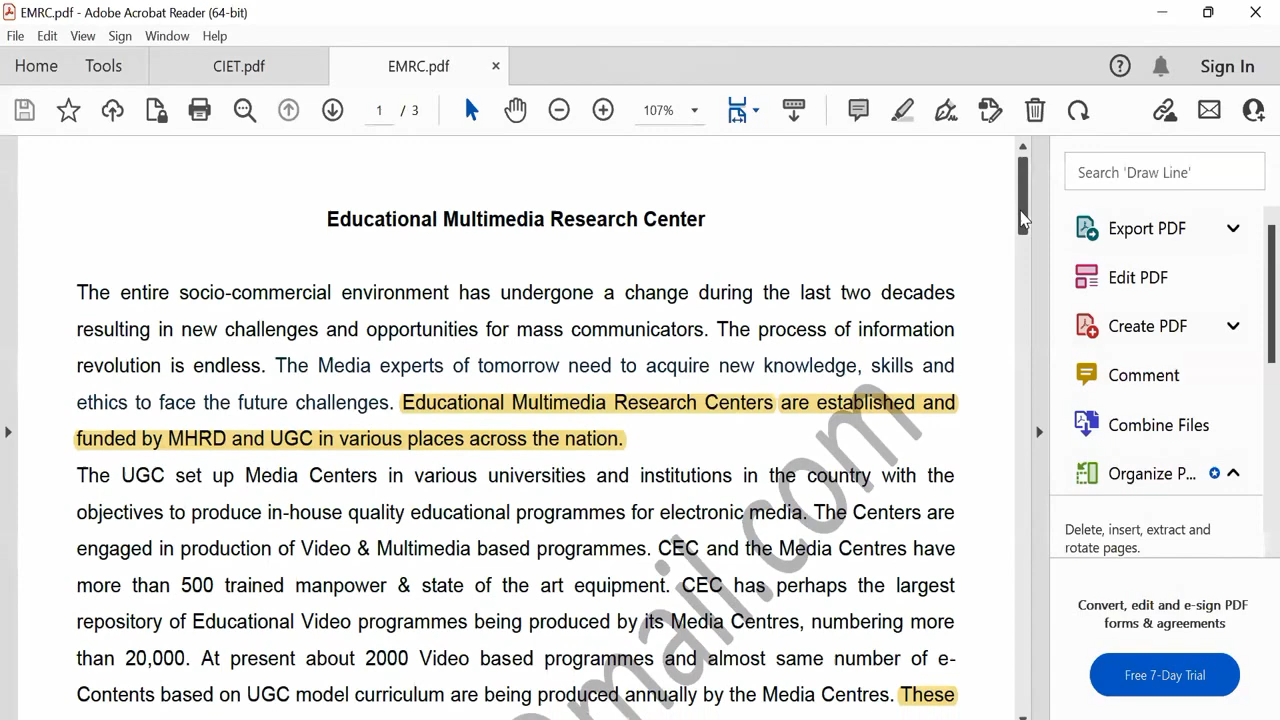 EMRC.pdf - Adobe Acrobat Reader (64-bit)
File Edit View Sign Window Help
Home Tools CIET.pdf EMRC.pdf × Sign In
1 / 3 107%
Search 'Draw Line'
Export PDF
Edit PDF
Create PDF
Comment
Combine Files
Organize P...
Delete, insert, extract and
rotate pages.
Convert, edit and e-sign PDF
forms & agreements
Free 7-Day Trial
Educational Multimedia Research Center
The entire socio-commercial environment has undergone a change during the last two decades
resulting in new challenges and opportunities for mass communicators. The process of information
revolution is endless. The Media experts of tomorrow need to acquire new knowledge, skills and
ethics to face the future challenges. Educational Multimedia Research Centers are established and
funded by MHRD and UGC in various places across the nation.
The UGC set up Media Centers in various universities and institutions in the country with the
objectives to produce in-house quality educational programmes for electronic media. The Centers are
engaged in production of Video & Multimedia based programmes. CEC and the Media Centres have
more than 500 trained manpower & state of the art equipment. CEC has perhaps the largest
repository of Educational Video programmes being produced by its Media Centres, numbering more
than 20,000. At present about 2000 Video based programmes and almost same number of e-
Contents based on UGC model curriculum are being produced annually by the Media Centres. These
mail.com